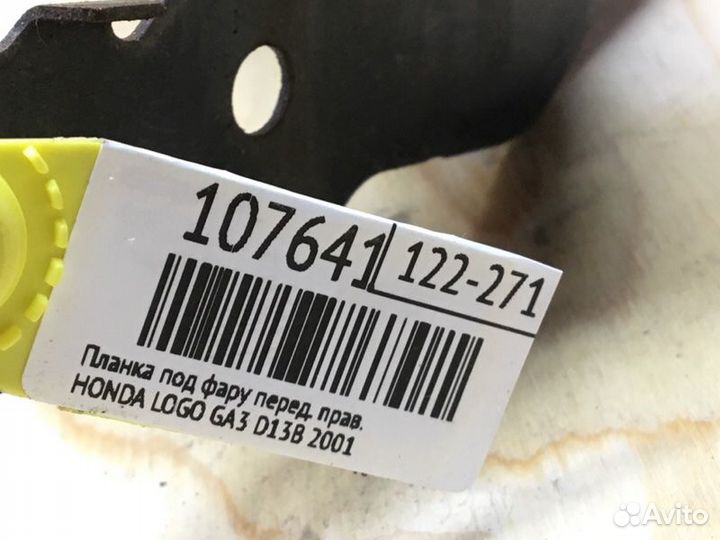 107641 122-271
Планка под фару перед. прав.
HONDA LOGO GA3 D13B 2001
Avito